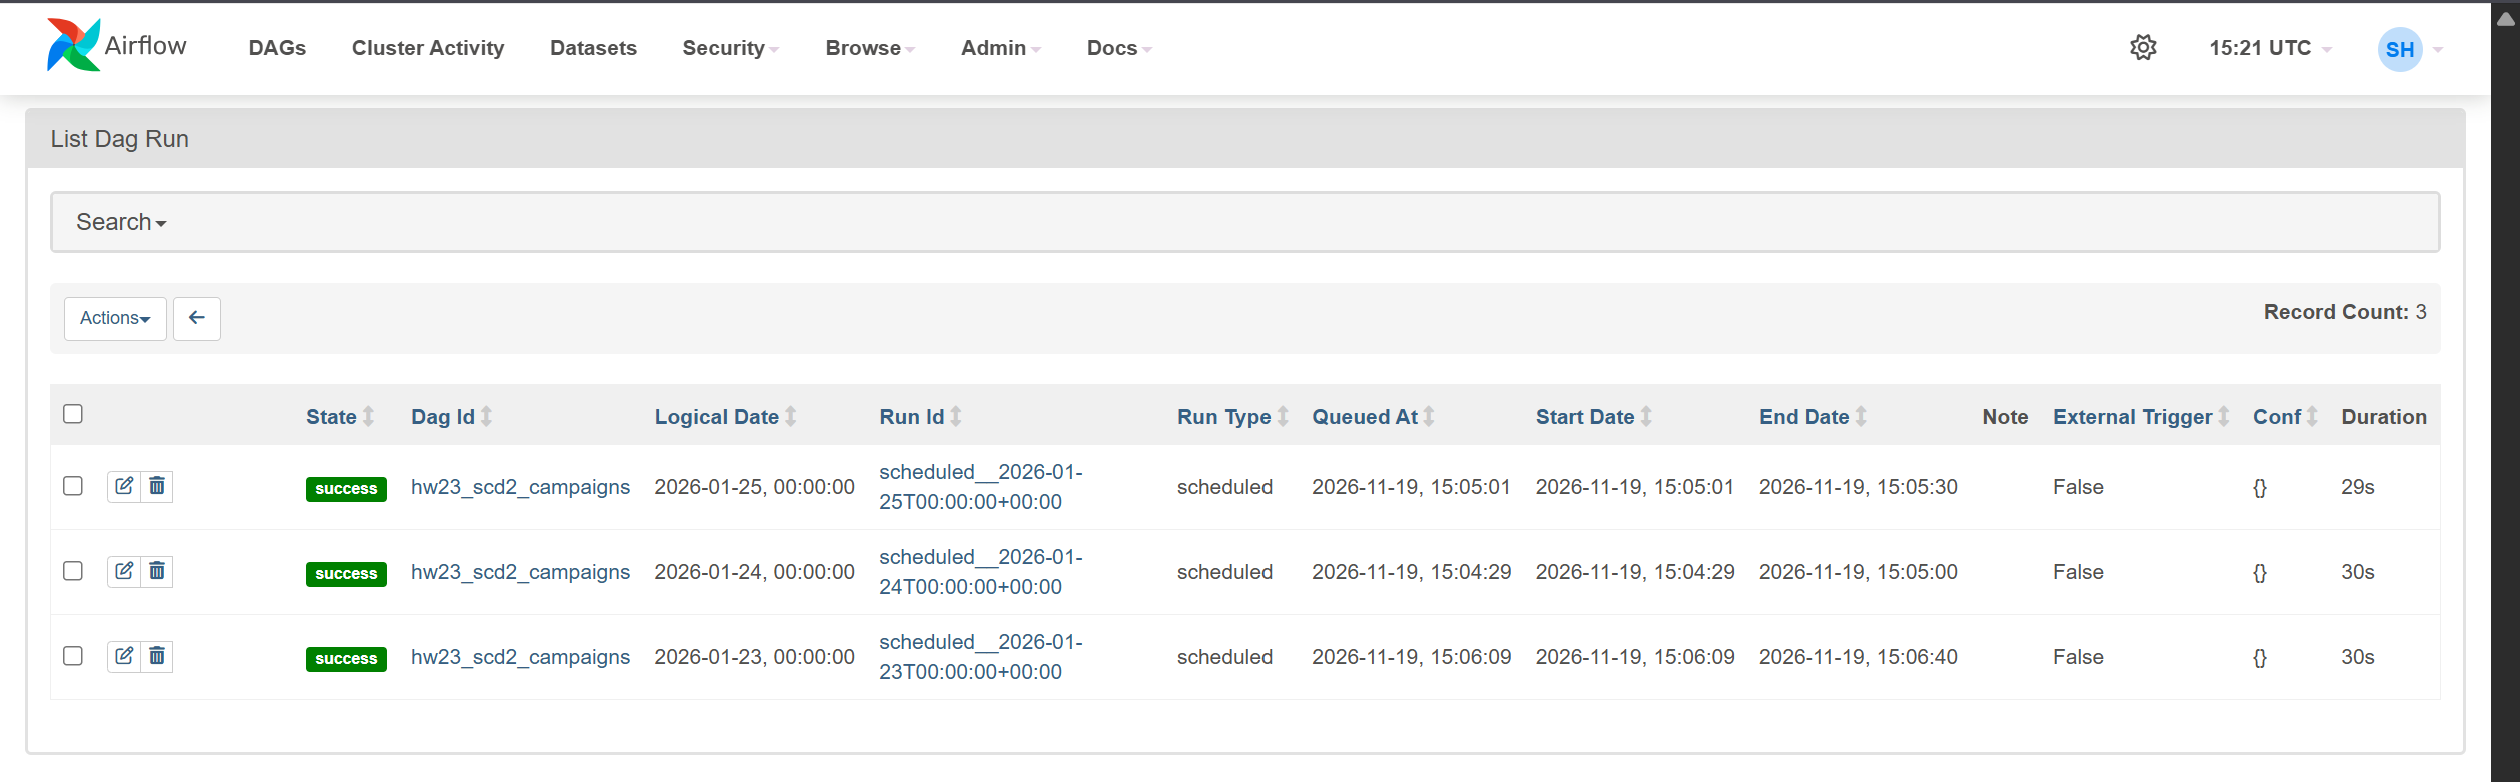 Airflow DAGs Cluster Activity Datasets Security Browse Admin Docs 15:21 UTC SH
List Dag Run
Search
Actions Record Count: 3
State Dag Id Logical Date Run Id Run Type Queued At Start Date End Date Note External Trigger Conf Duration
success hw23_scd2_campaigns 2026-01-25, 00:00:00 scheduled__2026-01-25T00:00:00+00:00 scheduled 2026-11-19, 15:05:01 2026-11-19, 15:05:01 2026-11-19, 15:05:30 False {} 29s
success hw23_scd2_campaigns 2026-01-24, 00:00:00 scheduled__2026-01-24T00:00:00+00:00 scheduled 2026-11-19, 15:04:29 2026-11-19, 15:04:29 2026-11-19, 15:05:00 False {} 30s
success hw23_scd2_campaigns 2026-01-23, 00:00:00 scheduled__2026-01-23T00:00:00+00:00 scheduled 2026-11-19, 15:06:09 2026-11-19, 15:06:09 2026-11-19, 15:06:40 False {} 30s